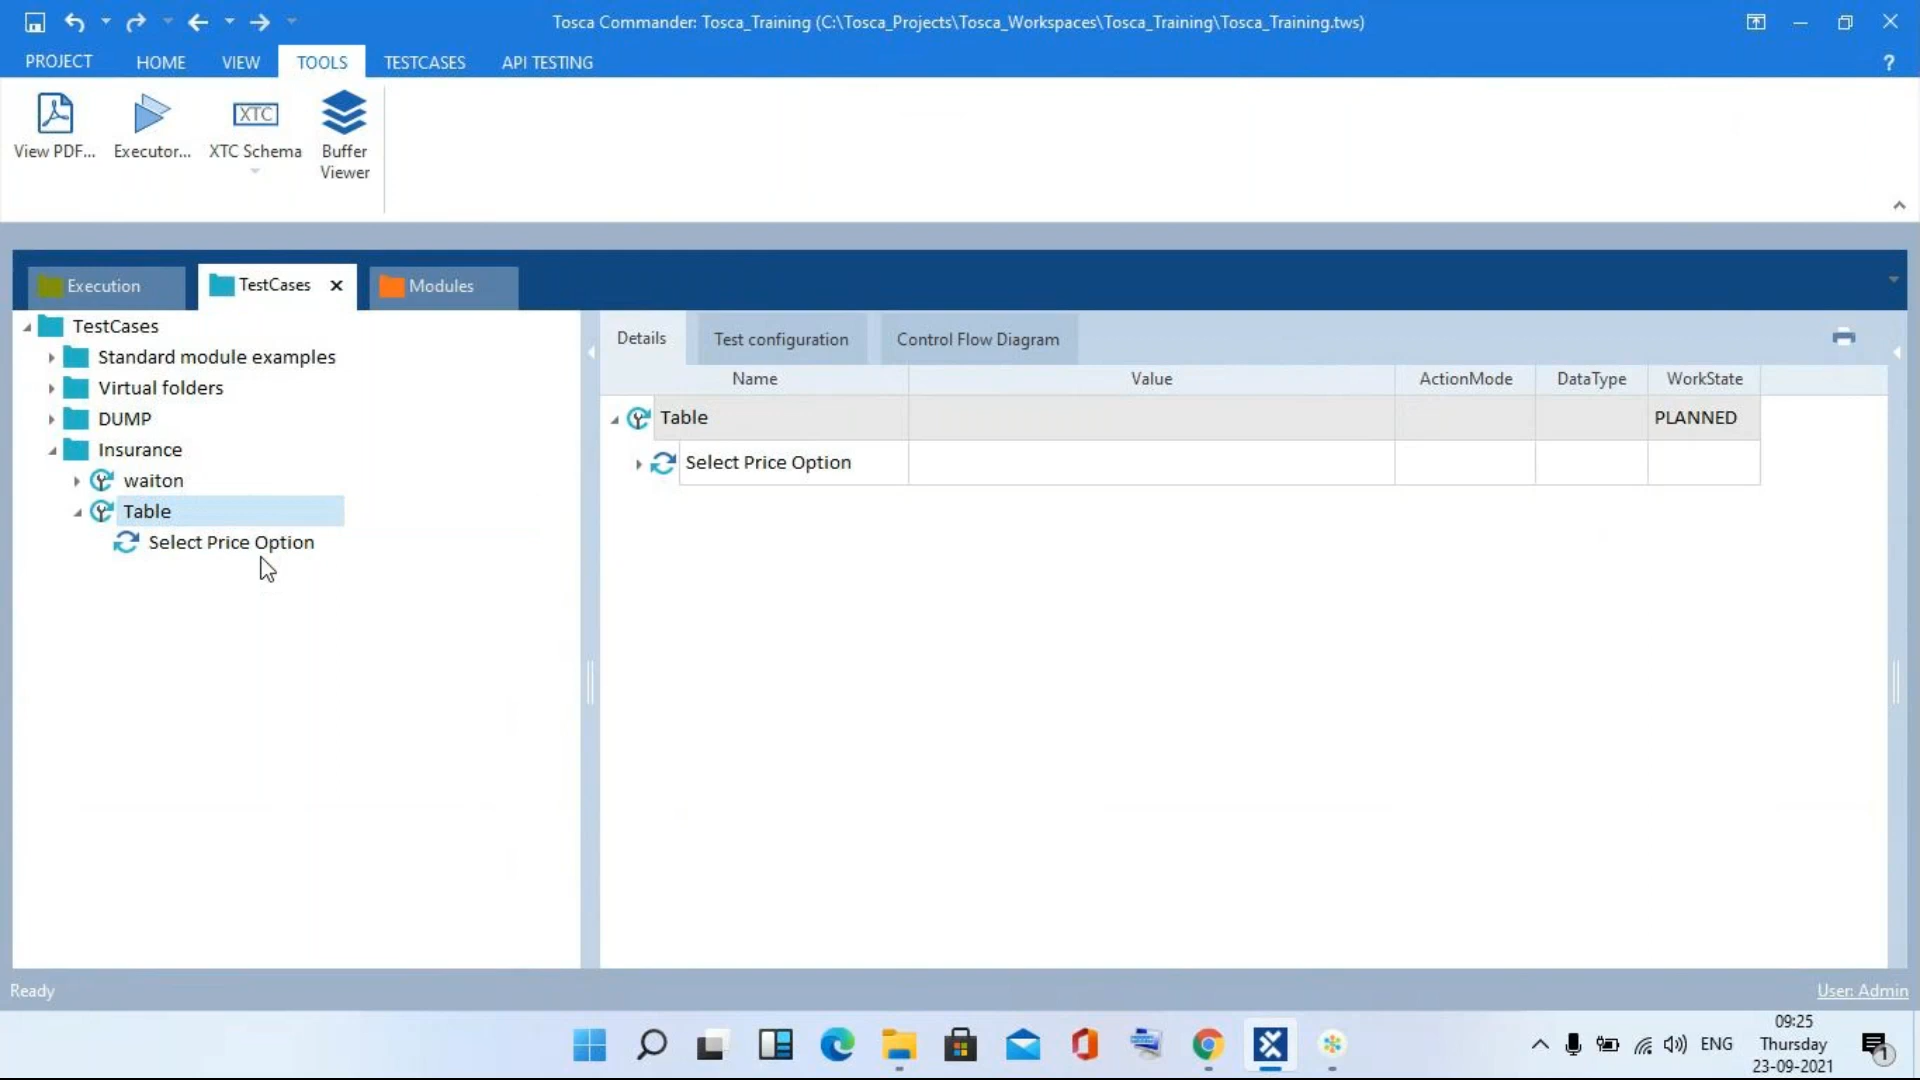 Tosca Commander: Tosca_Training (C:\Tosca_Projects\Tosca_Workspaces\Tosca_Training\Tosca_Training.tws)
PROJECT HOME VIEW TOOLS TESTCASES API TESTING ?
XTC
View PDF... Executor... XTC Schema Buffer Viewer
Execution TestCases Modules
TestCases
Standard module examples
Virtual folders
DUMP
Insurance
waiton
Table
Select Price Option
Details Test configuration Control Flow Diagram
Name Value ActionMode DataType WorkState
Table PLANNED
Select Price Option
Ready User: Admin
ENG
09:25
Thursday
23-09-2021
1